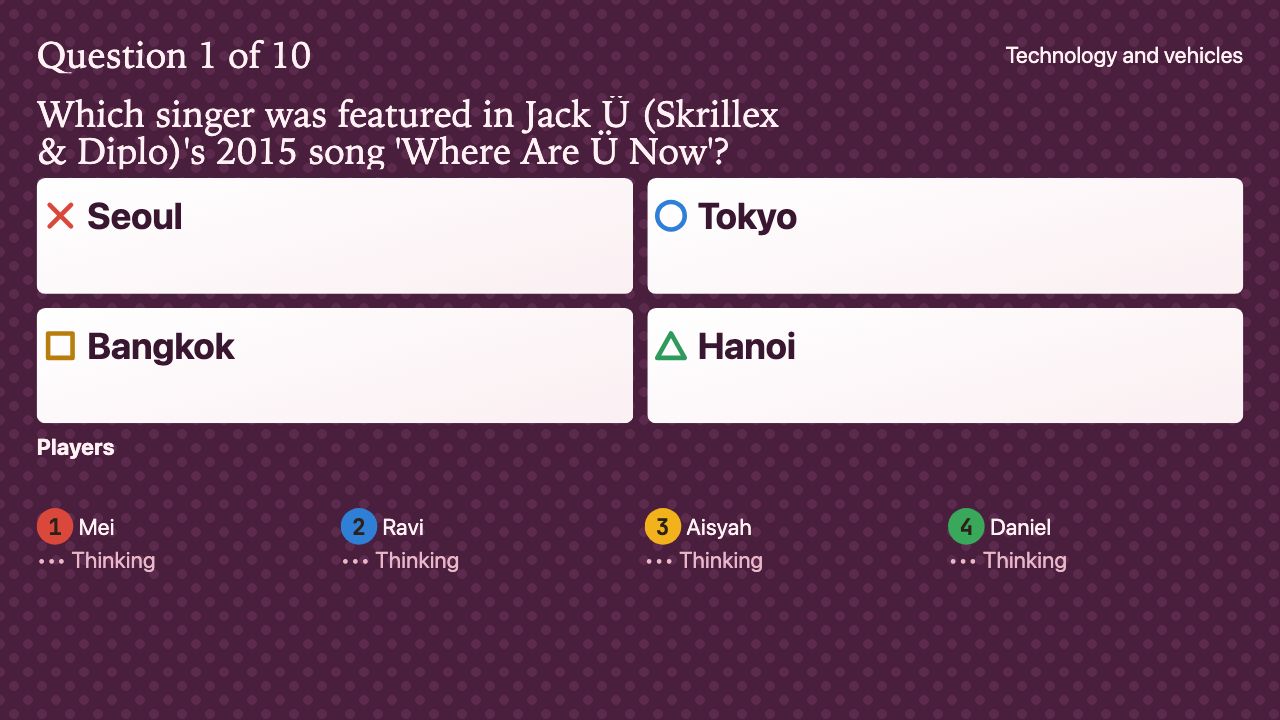 Question 1 of 10
Technology and vehicles
Which singer was featured in Jack Ü (Skrillex
& Diplo)'s 2015 song 'Where Are Ü Now'?
Seoul
Tokyo
Bangkok
Hanoi
Players
1 Mei
2 Ravi
3 Aisyah
4 Daniel
••• Thinking
••• Thinking
••• Thinking
••• Thinking